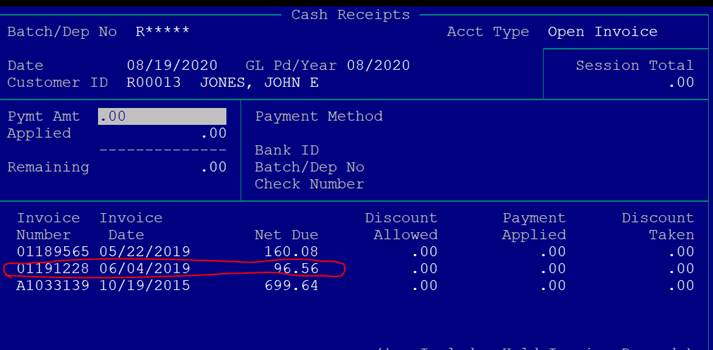 Cash Receipts
Batch/Dep No R***** Acct Type Open Invoice
Date 08/19/2020 GL Pd/Year 08/2020 Session Total
Customer ID R00013 JONES, JOHN E .00
Pymt Amt .00 Payment Method
Applied .00
-------------- Bank ID
Remaining .00 Batch/Dep No
Check Number
Invoice Invoice Discount Payment Discount
Number Date Net Due Allowed Applied Taken
01189565 05/22/2019 160.08 .00 .00 .00
01191228 06/04/2019 96.56 .00 .00 .00
A1033139 10/19/2015 699.64 .00 .00 .00